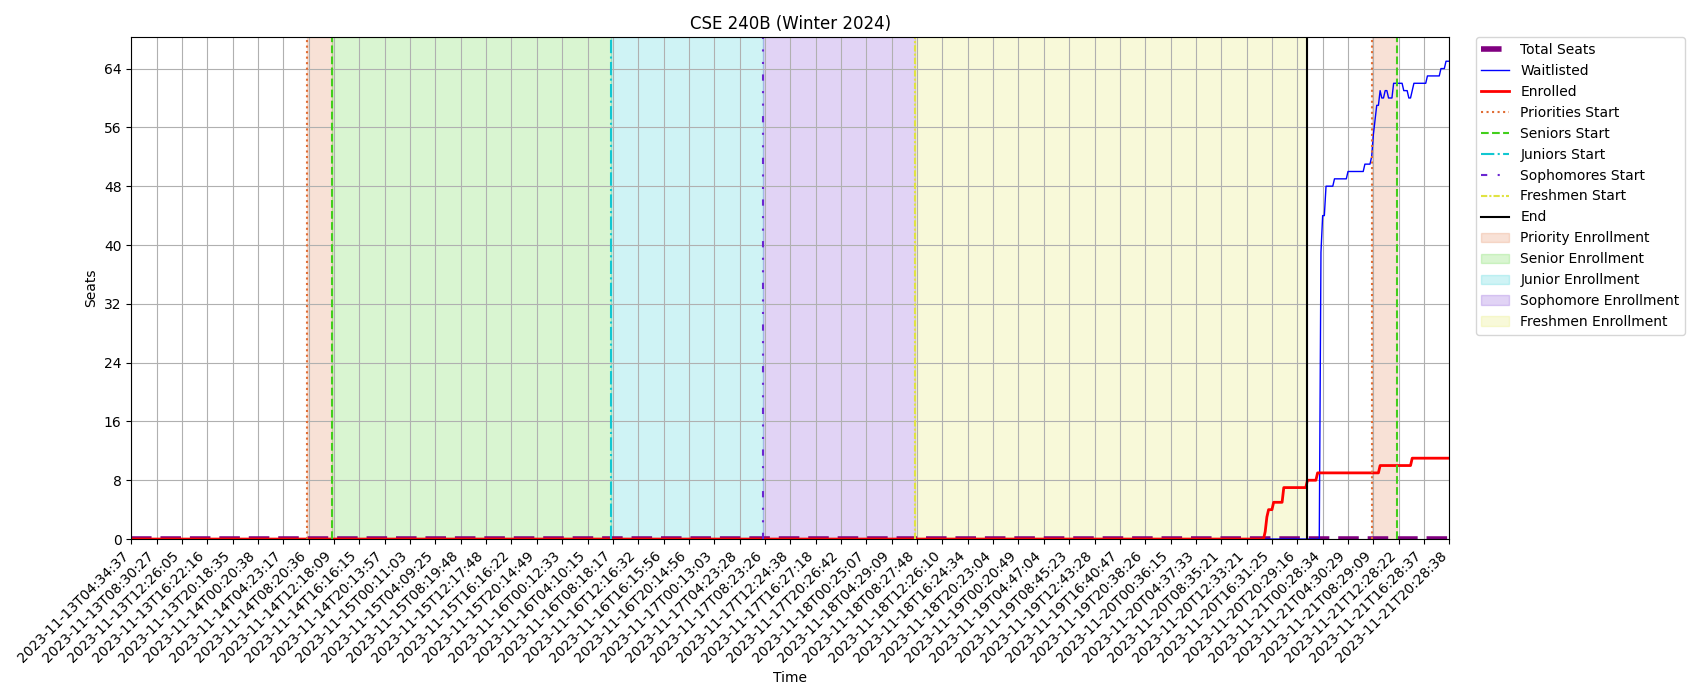 CSE 240B (Winter 2024)
Total Seats
Waitlisted
Enrolled
Priorities Start
Seniors Start
Juniors Start
Sophomores Start
Freshmen Start
End
Priority Enrollment
Senior Enrollment
Junior Enrollment
Sophomore Enrollment
Freshmen Enrollment
Seats
64
56
48
40
32
24
16
8
0
2023-11-13T04:34:37
2023-11-13T08:30:27
2023-11-13T12:26:05
2023-11-13T16:22:16
2023-11-13T20:18:35
2023-11-14T00:20:38
2023-11-14T04:23:17
2023-11-14T08:20:36
2023-11-14T12:18:09
2023-11-14T16:16:15
2023-11-14T20:13:57
2023-11-15T00:11:03
2023-11-15T04:09:25
2023-11-15T08:19:48
2023-11-15T12:17:48
2023-11-15T16:16:22
2023-11-15T20:14:49
2023-11-16T00:12:33
2023-11-16T04:10:15
2023-11-16T08:18:17
2023-11-16T12:16:32
2023-11-16T16:15:56
2023-11-16T20:14:56
2023-11-17T00:13:03
2023-11-17T04:23:28
2023-11-17T08:23:26
2023-11-17T12:24:38
2023-11-17T16:27:18
2023-11-17T20:26:42
2023-11-18T00:25:07
2023-11-18T04:29:09
2023-11-18T08:27:48
2023-11-18T12:26:10
2023-11-18T16:24:34
2023-11-18T20:23:04
2023-11-19T00:20:49
2023-11-19T04:47:04
2023-11-19T08:45:23
2023-11-19T12:43:28
2023-11-19T16:40:47
2023-11-19T20:38:26
2023-11-20T00:36:15
2023-11-20T04:37:33
2023-11-20T08:35:21
2023-11-20T12:33:21
2023-11-20T16:31:25
2023-11-20T20:29:16
2023-11-21T00:28:34
2023-11-21T04:30:29
2023-11-21T08:29:09
2023-11-21T12:28:22
2023-11-21T16:28:37
2023-11-21T20:28:38
Time